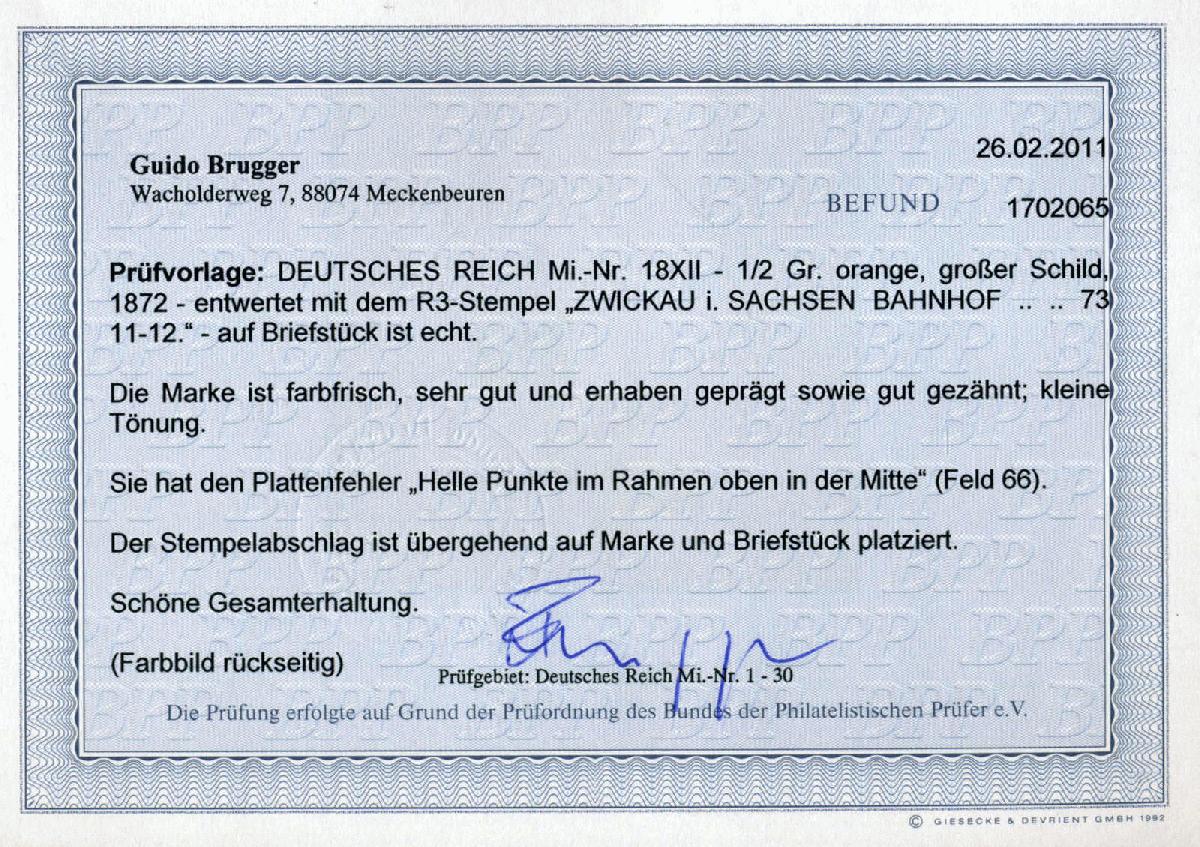 26.02.2011
Guido Brugger
Wacholderweg 7, 88074 Meckenbeuren
BEFUND 1702065
Prüfvorlage: DEUTSCHES REICH Mi.-Nr. 18XII - 1/2 Gr. orange, großer Schild,
1872 - entwertet mit dem R3-Stempel „ZWICKAU i. SACHSEN BAHNHOF .. .. 73
11-12.“ - auf Briefstück ist echt.
Die Marke ist farbfrisch, sehr gut und erhaben geprägt sowie gut gezähnt; kleine
Tönung.
Sie hat den Plattenfehler „Helle Punkte im Rahmen oben in der Mitte“ (Feld 66).
Der Stempelabschlag ist übergehend auf Marke und Briefstück platziert.
Schöne Gesamterhaltung.
(Farbbild rückseitig)
Prüfgebiet: Deutsches Reich Mi.-Nr. 1 - 30
Die Prüfung erfolgte auf Grund der Prüfordnung des Bundes der Philatelistischen Prüfer e.V.
© GIESECKE & DEVRIENT GMBH 1992